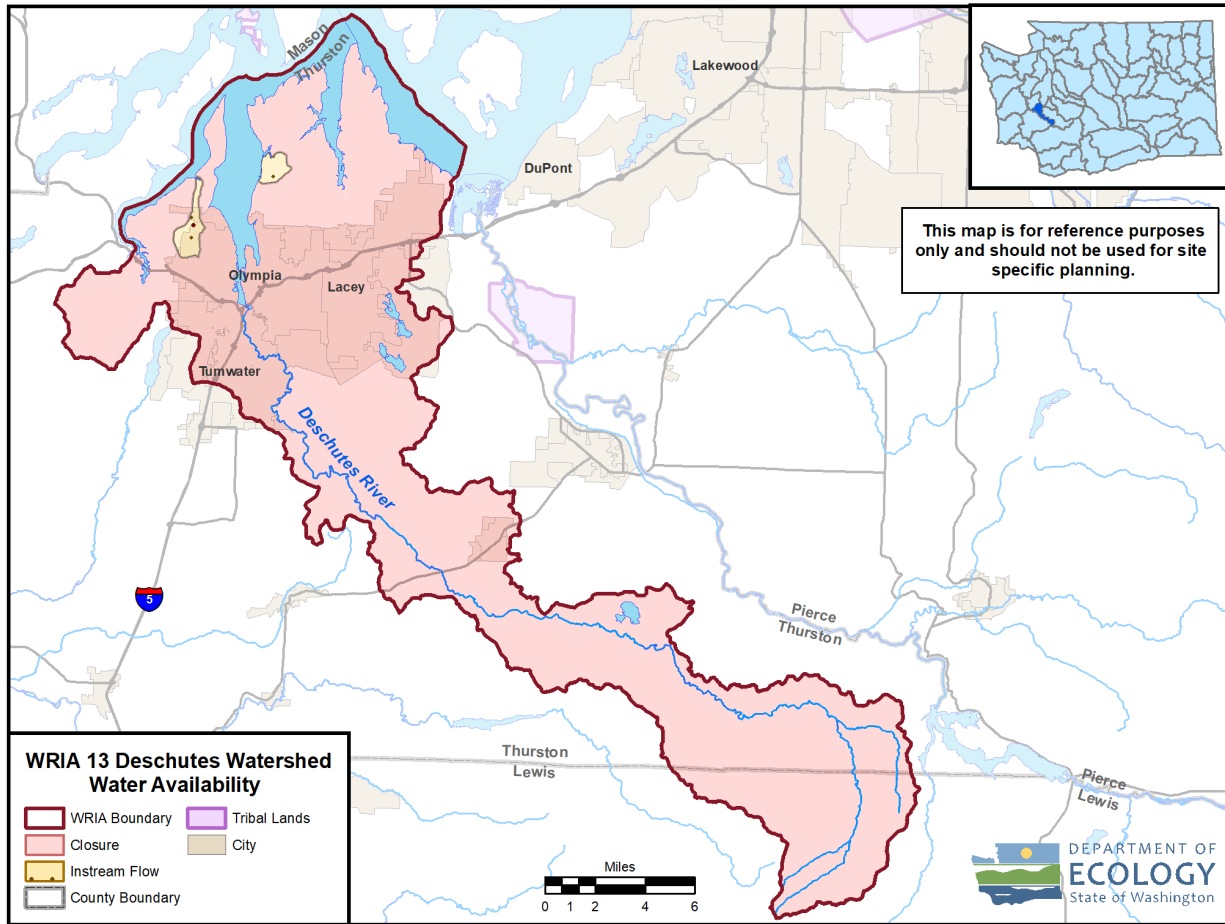 Mason
Thurston
Lakewood
DuPont
This map is for reference purposes
only and should not be used for site
specific planning.
Olympia
Lacey
Tumwater
Deschutes River
5
Pierce
Thurston
Thurston
Lewis
Pierce
Lewis
WRIA 13 Deschutes Watershed
Water Availability
WRIA Boundary
Tribal Lands
Closure
City
Instream Flow
County Boundary
Miles
0 1 2 4 6
DEPARTMENT OF
ECOLOGY
State of Washington